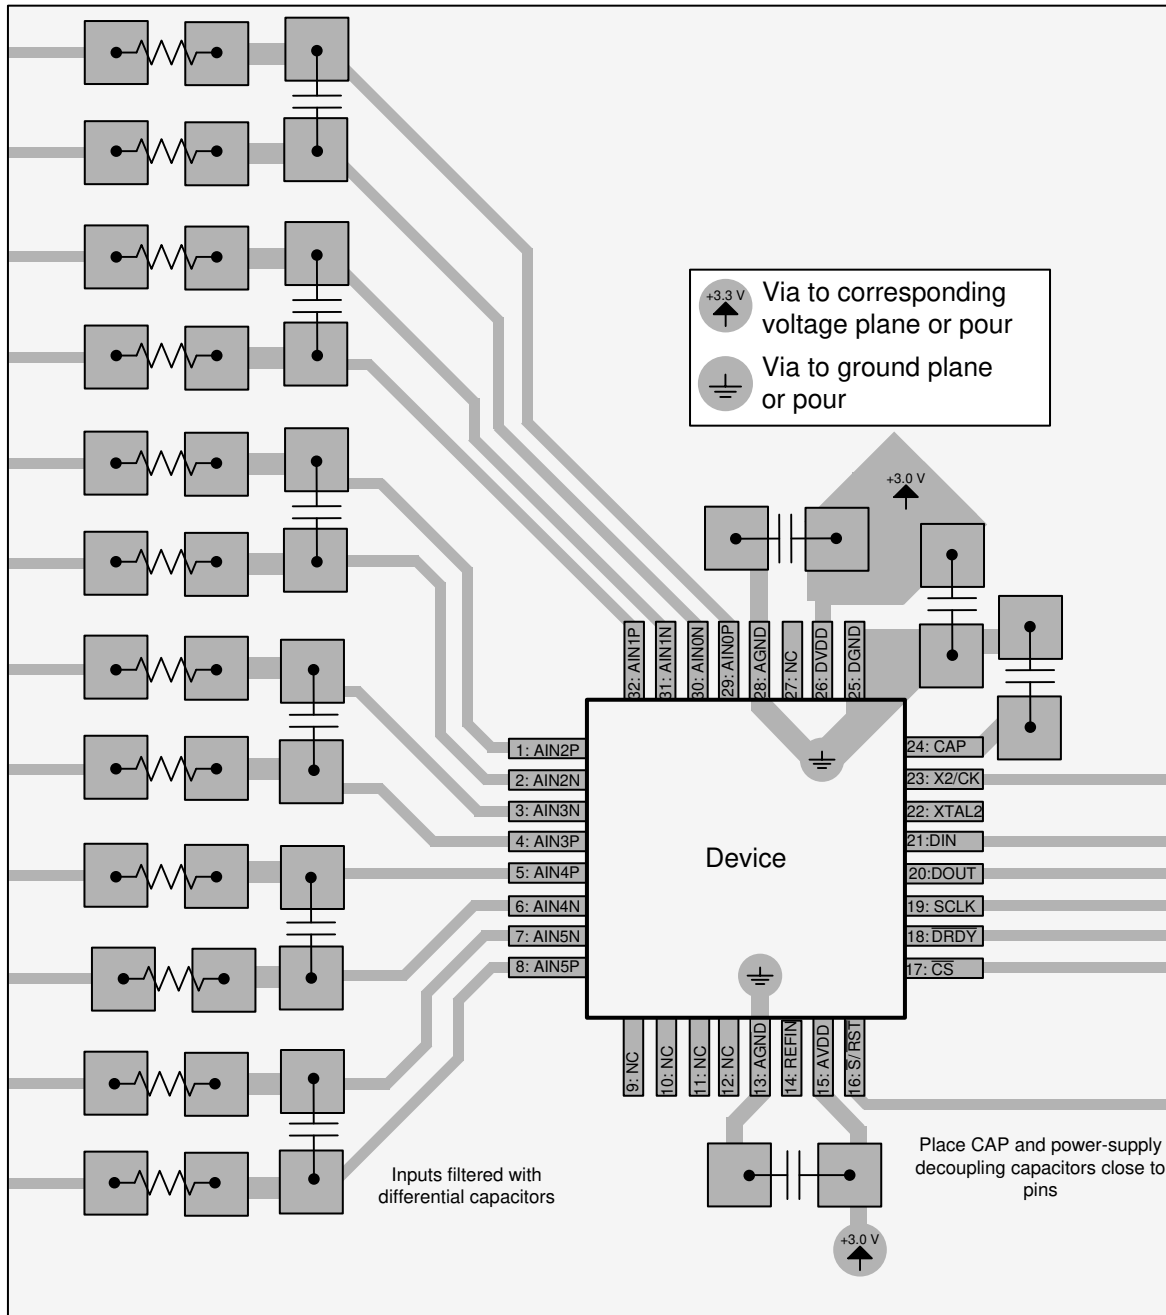 +3.3 V
Via to corresponding
voltage plane or pour
Via to ground plane
or pour
+3.0 V
32: AIN1P
31: AIN1N
30: AIN0N
29: AIN0P
28: AGND
27: NC
26: DVDD
25: DGND
1: AIN2P
2: AIN2N
3: AIN3N
4: AIN3P
5: AIN4P
6: AIN4N
7: AIN5N
8: AIN5P
Device
24: CAP
23: X2/CK
22: XTAL2
21:DIN
20:DOUT
19: SCLK
18: DRDY
17: CS
9: NC
10: NC
11: NC
12: NC
13: AGND
14: REFIN
15: AVDD
16: S/RST
Inputs filtered with
differential capacitors
Place CAP and power-supply
decoupling capacitors close to
pins
+3.0 V